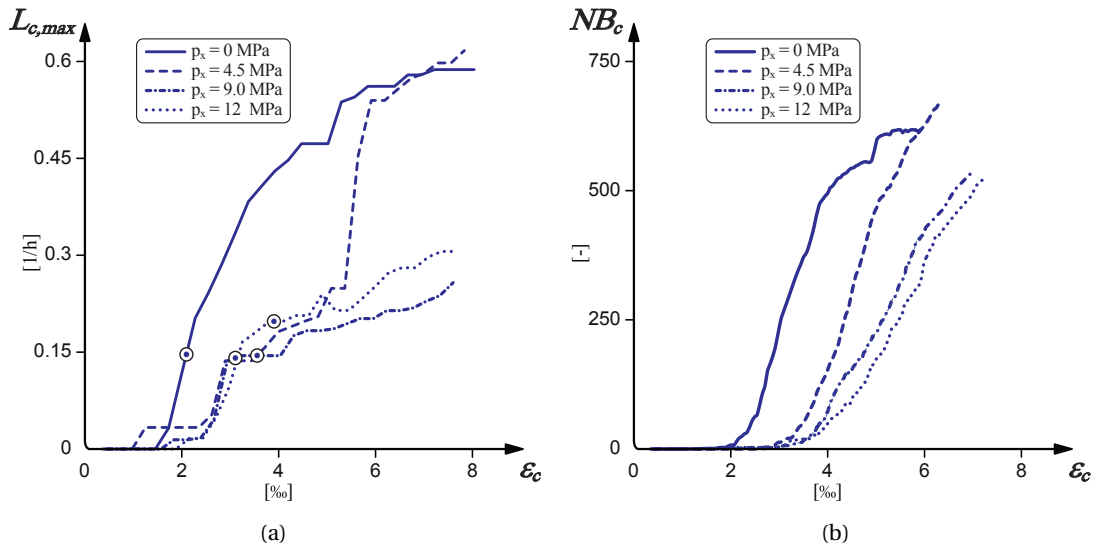 L_c,max
p_x = 0 MPa
p_x = 4.5 MPa
p_x = 9.0 MPa
p_x = 12 MPa
0.6
0.45
0.3
0.15
0
[1/h]
0 2 4 6 8
ε_c
[‰]
(a)
NB_c
p_x = 0 MPa
p_x = 4.5 MPa
p_x = 9.0 MPa
p_x = 12 MPa
750
500
250
0
[-]
0 2 4 6 8
ε_c
[‰]
(b)